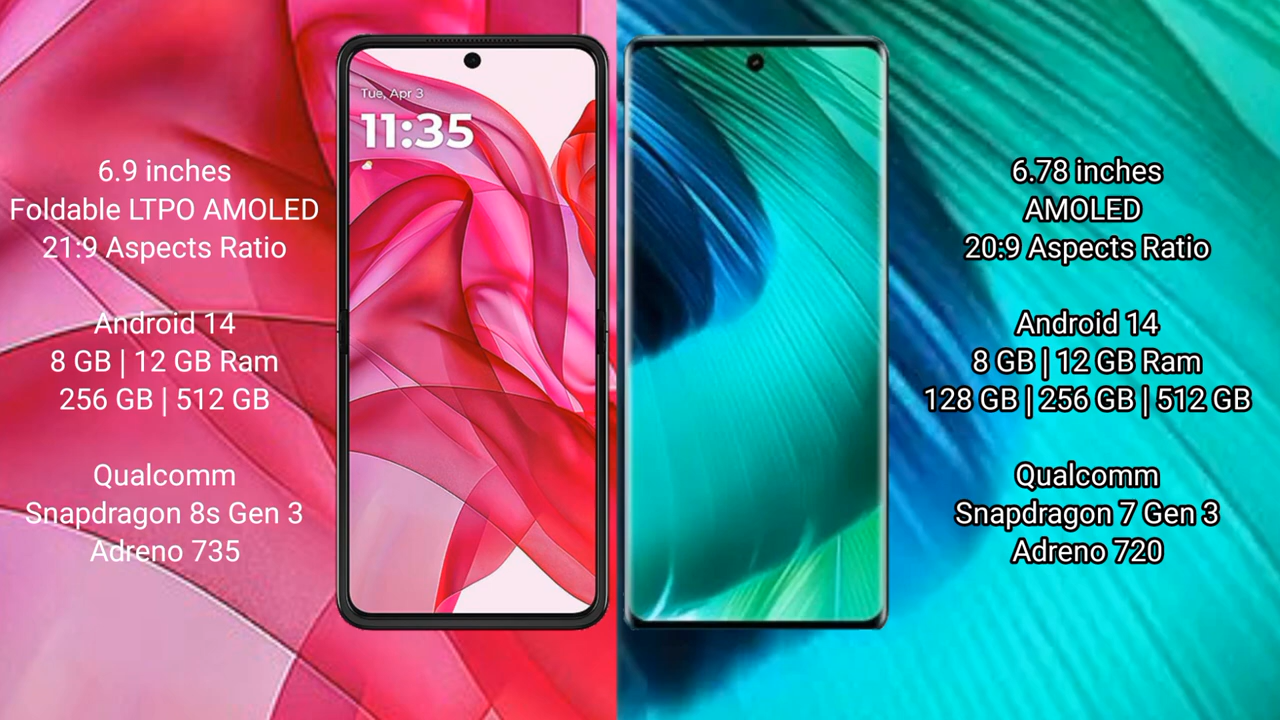 Tue, Apr 3
11:35
6.9 inches
Foldable LTPO AMOLED
21:9 Aspects Ratio
Android 14
8 GB | 12 GB Ram
256 GB | 512 GB
Qualcomm
Snapdragon 8s Gen 3
Adreno 735
6.78 inches
AMOLED
20:9 Aspects Ratio
Android 14
8 GB | 12 GB Ram
128 GB | 256 GB | 512 GB
Qualcomm
Snapdragon 7 Gen 3
Adreno 720